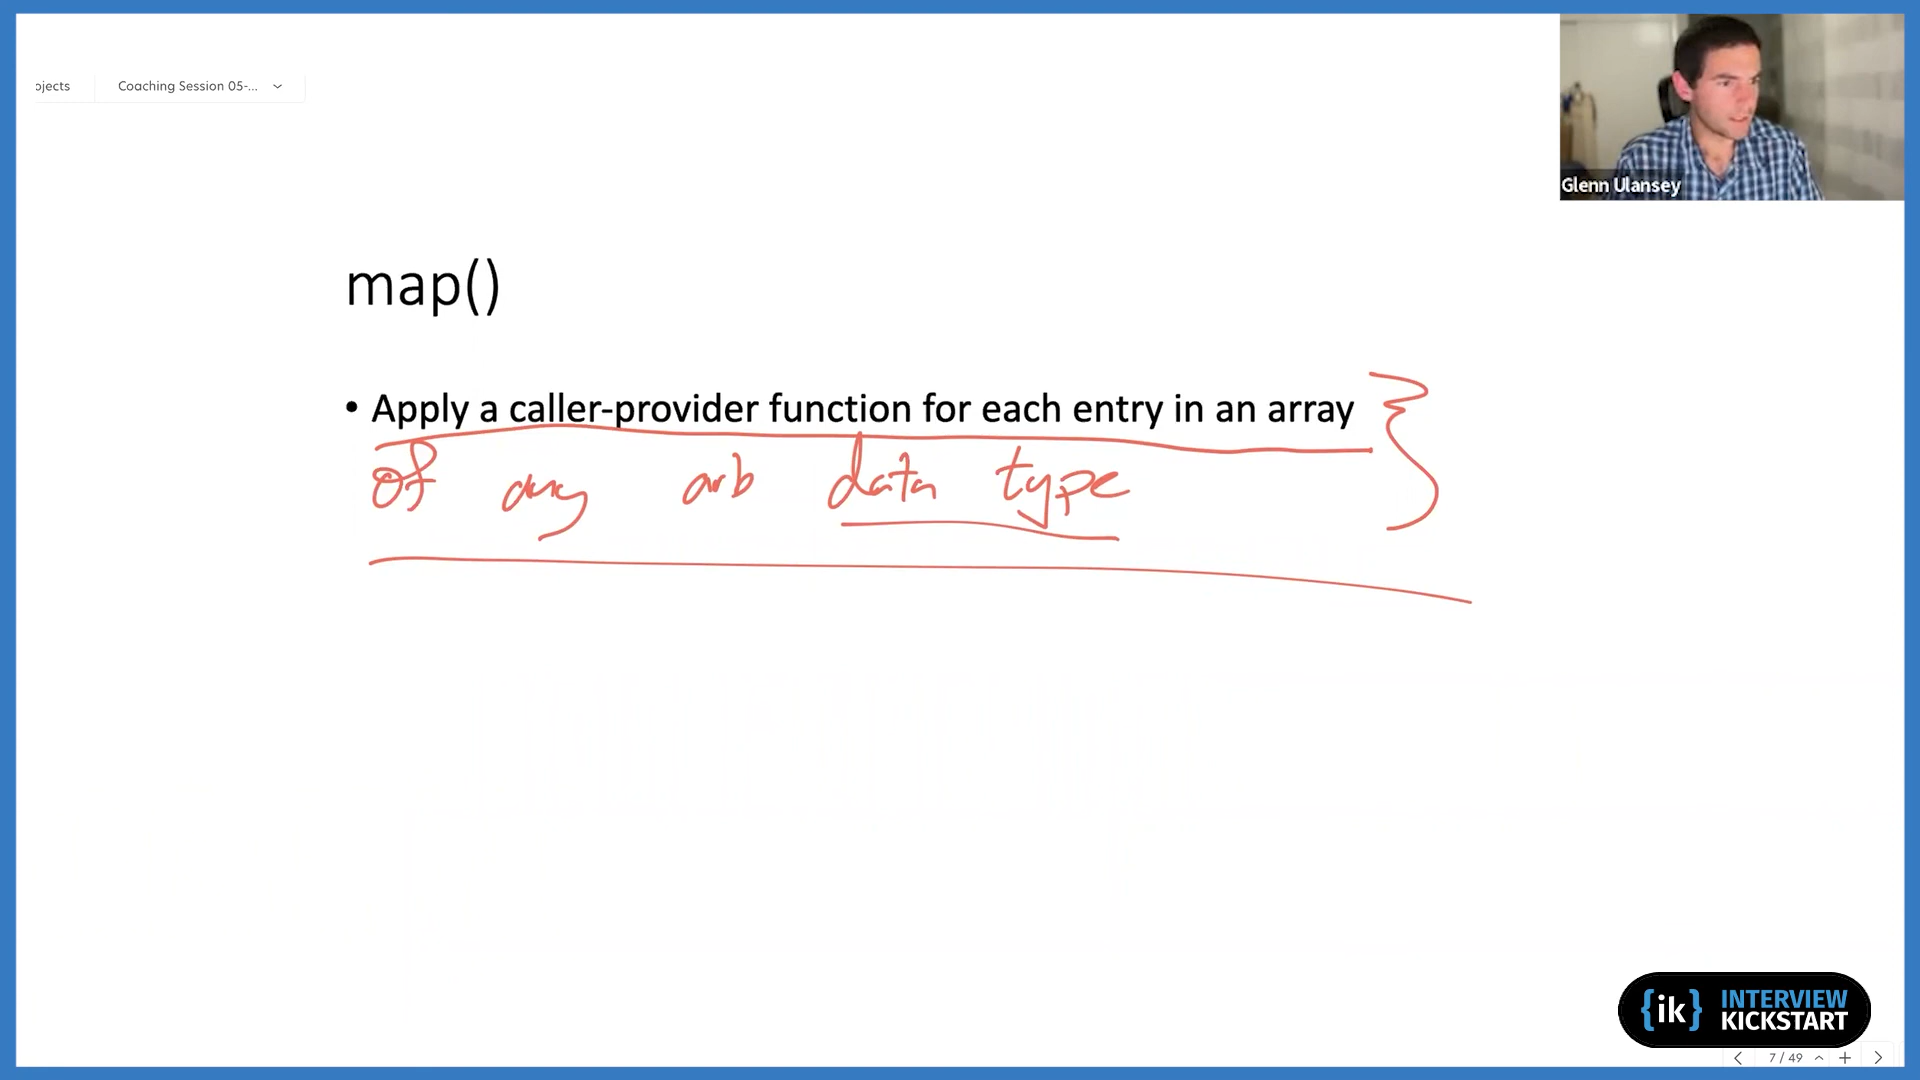 ojects
Coaching Session 05-...
Glenn Ulansey
map()
• Apply a caller-provider function for each entry in an array
of any arb data type
{ik} INTERVIEW
KICKSTART
7 / 49